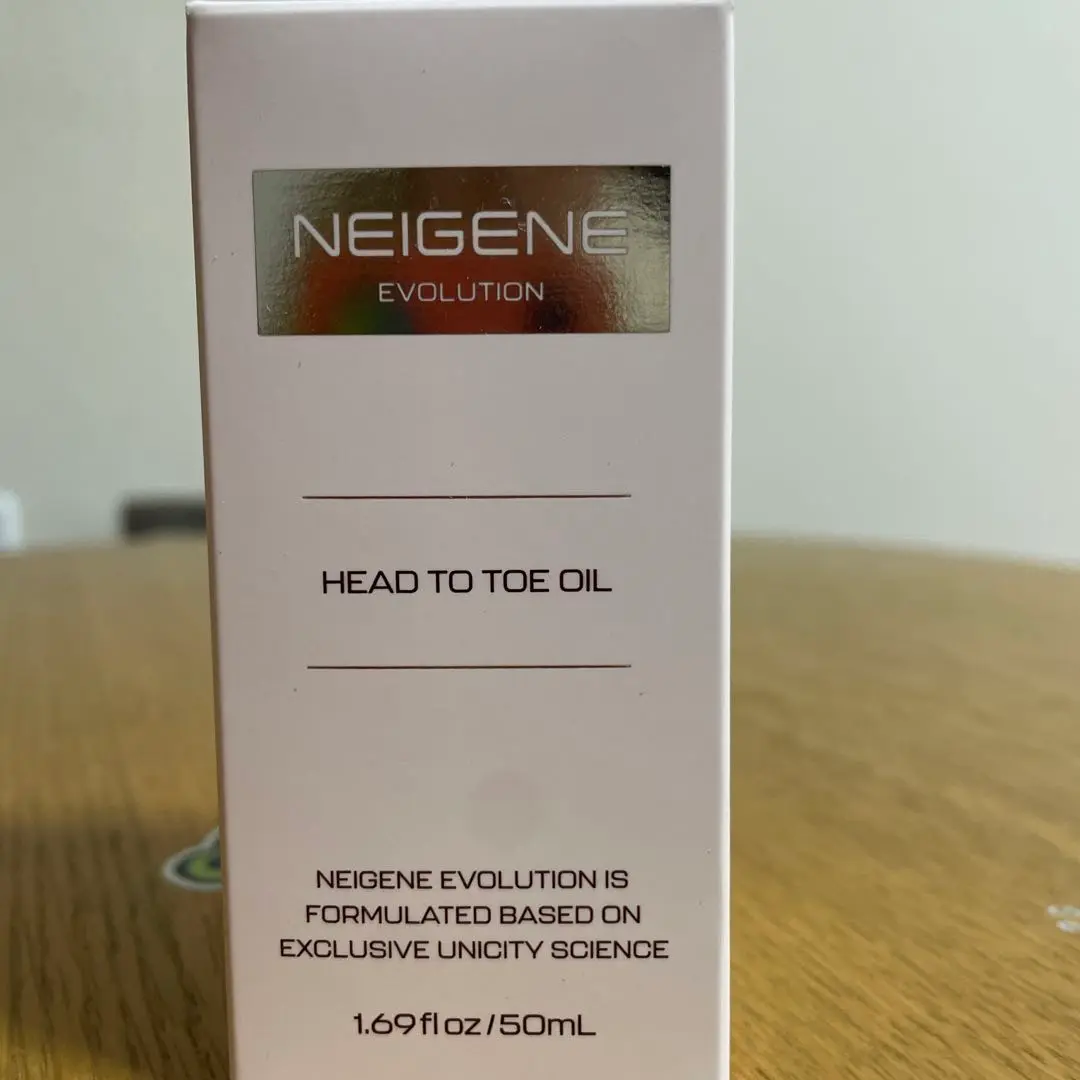 NEIGENE
EVOLUTION
HEAD TO TOE OIL
NEIGENE EVOLUTION IS
FORMULATED BASED ON
EXCLUSIVE UNICITY SCIENCE
1.69 fl oz / 50mL